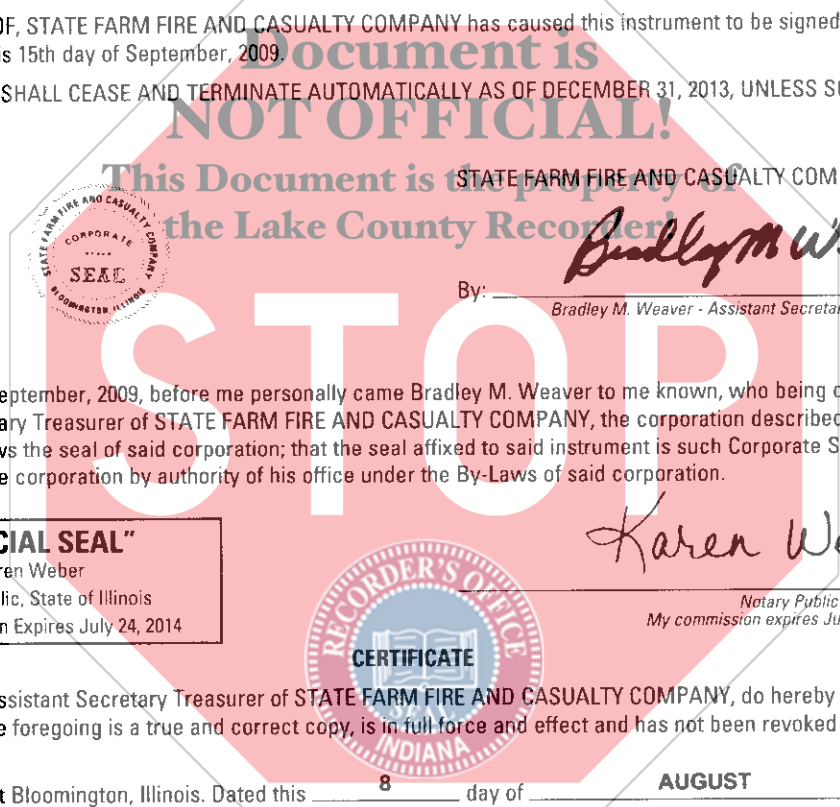 OF, STATE FARM FIRE AND CASUALTY COMPANY has caused this instrument to be signed
is 15th day of September, 2009.
Document is
SHALL CEASE AND TERMINATE AUTOMATICALLY AS OF DECEMBER 31, 2013, UNLESS
NOT OFFICIAL!
This Document is the property of
the Lake County Recorder!
STATE FARM FIRE AND CASUALTY COM
STATE FARM FIRE AND CASUALTY COMPANY
CORPORATE
SEAL
BLOOMINGTON, ILLINOIS
Bradley M We
By:
Bradley M. Weaver - Assistant Secreta
STOP
eptember, 2009, before me personally came Bradley M. Weaver to me known, who being
ary Treasurer of STATE FARM FIRE AND CASUALTY COMPANY, the corporation described
ws the seal of said corporation; that the seal affixed to said instrument is such Corporate S
e corporation by authority of his office under the By-Laws of said corporation.
CIAL SEAL"
ren Weber
lic, State of Illinois
n Expires July 24, 2014
Karen We
Notary Public
My commission expires Ju
RECORDER'S OFFICE
SEAL
INDIANA
CERTIFICATE
ssistant Secretary Treasurer of STATE FARM FIRE AND CASUALTY COMPANY, do hereby
e foregoing is a true and correct copy, is in full force and effect and has not been revoked
t Bloomington, Illinois. Dated this 8 day of AUGUST